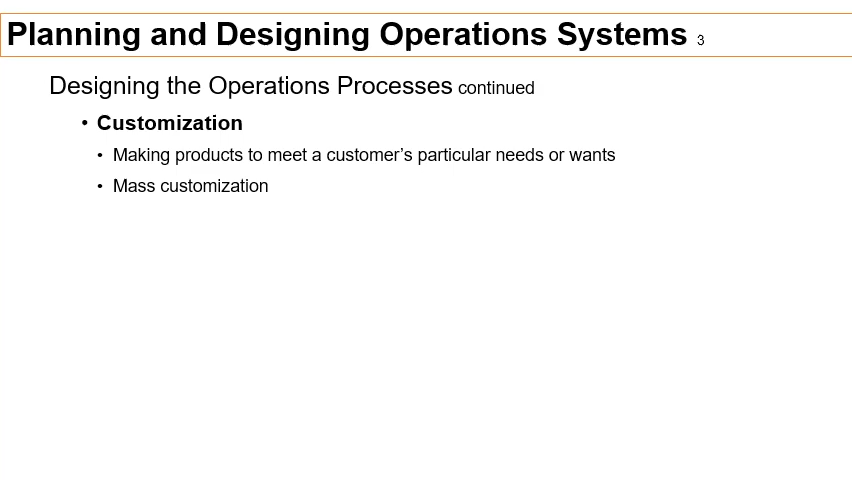 Planning and Designing Operations Systems 3
Designing the Operations Processes continued
• Customization
• Making products to meet a customer’s particular needs or wants
• Mass customization